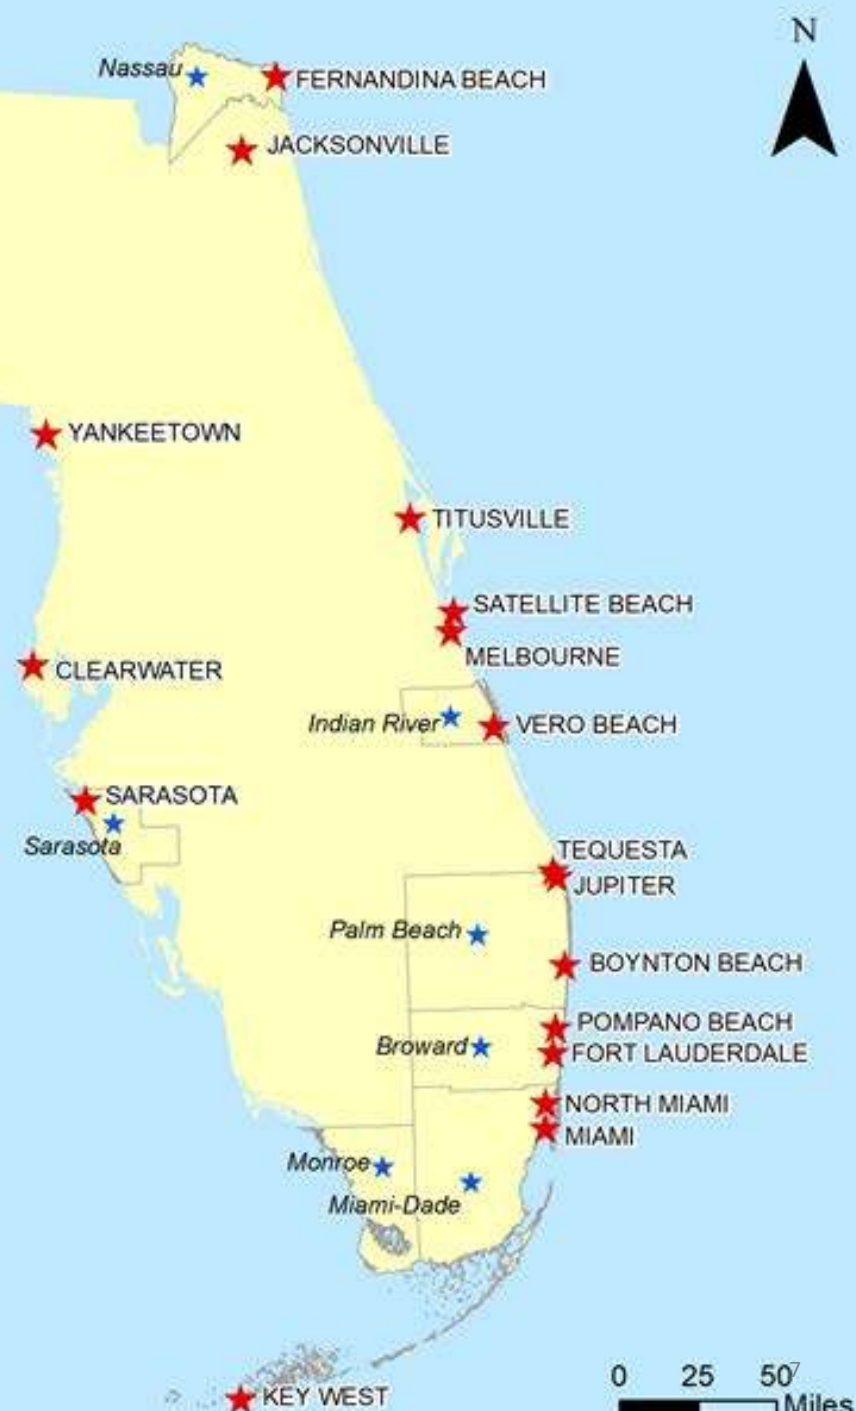 N
Nassau
FERNANDINA BEACH
JACKSONVILLE
YANKEETOWN
TITUSVILLE
SATELLITE BEACH
MELBOURNE
CLEARWATER
Indian River
VERO BEACH
SARASOTA
Sarasota
TEQUESTA
JUPITER
Palm Beach
BOYNTON BEACH
POMPANO BEACH
Broward
FORT LAUDERDALE
NORTH MIAMI
MIAMI
Monroe
Miami-Dade
0 25 50 7
Miles
KEY WEST